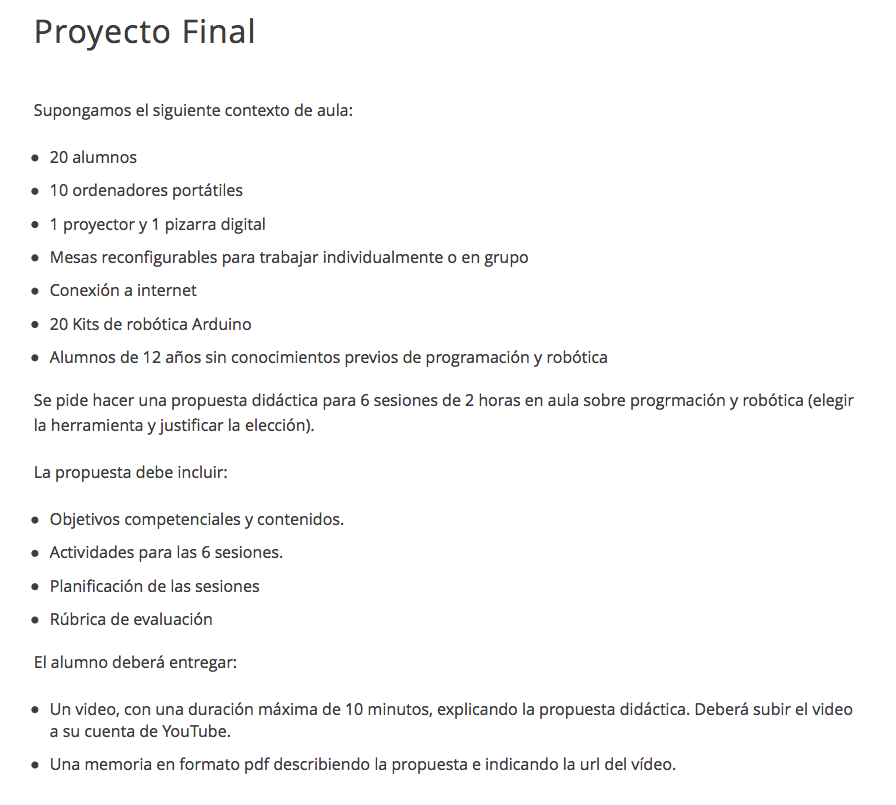 Proyecto Final
Supongamos el siguiente contexto de aula:
20 alumnos
10 ordenadores portátiles
1 proyector y 1 pizarra digital
Mesas reconfigurables para trabajar individualmente o en grupo
Conexión a internet
20 Kits de robótica Arduino
Alumnos de 12 años sin conocimientos previos de programación y robótica
Se pide hacer una propuesta didáctica para 6 sesiones de 2 horas en aula sobre progrmación y robótica (elegir
la herramienta y justificar la elección).
La propuesta debe incluir:
Objetivos competenciales y contenidos.
Actividades para las 6 sesiones.
Planificación de las sesiones
Rúbrica de evaluación
El alumno deberá entregar:
Un video, con una duración máxima de 10 minutos, explicando la propuesta didáctica. Deberá subir el video
a su cuenta de YouTube.
Una memoria en formato pdf describiendo la propuesta e indicando la url del vídeo.